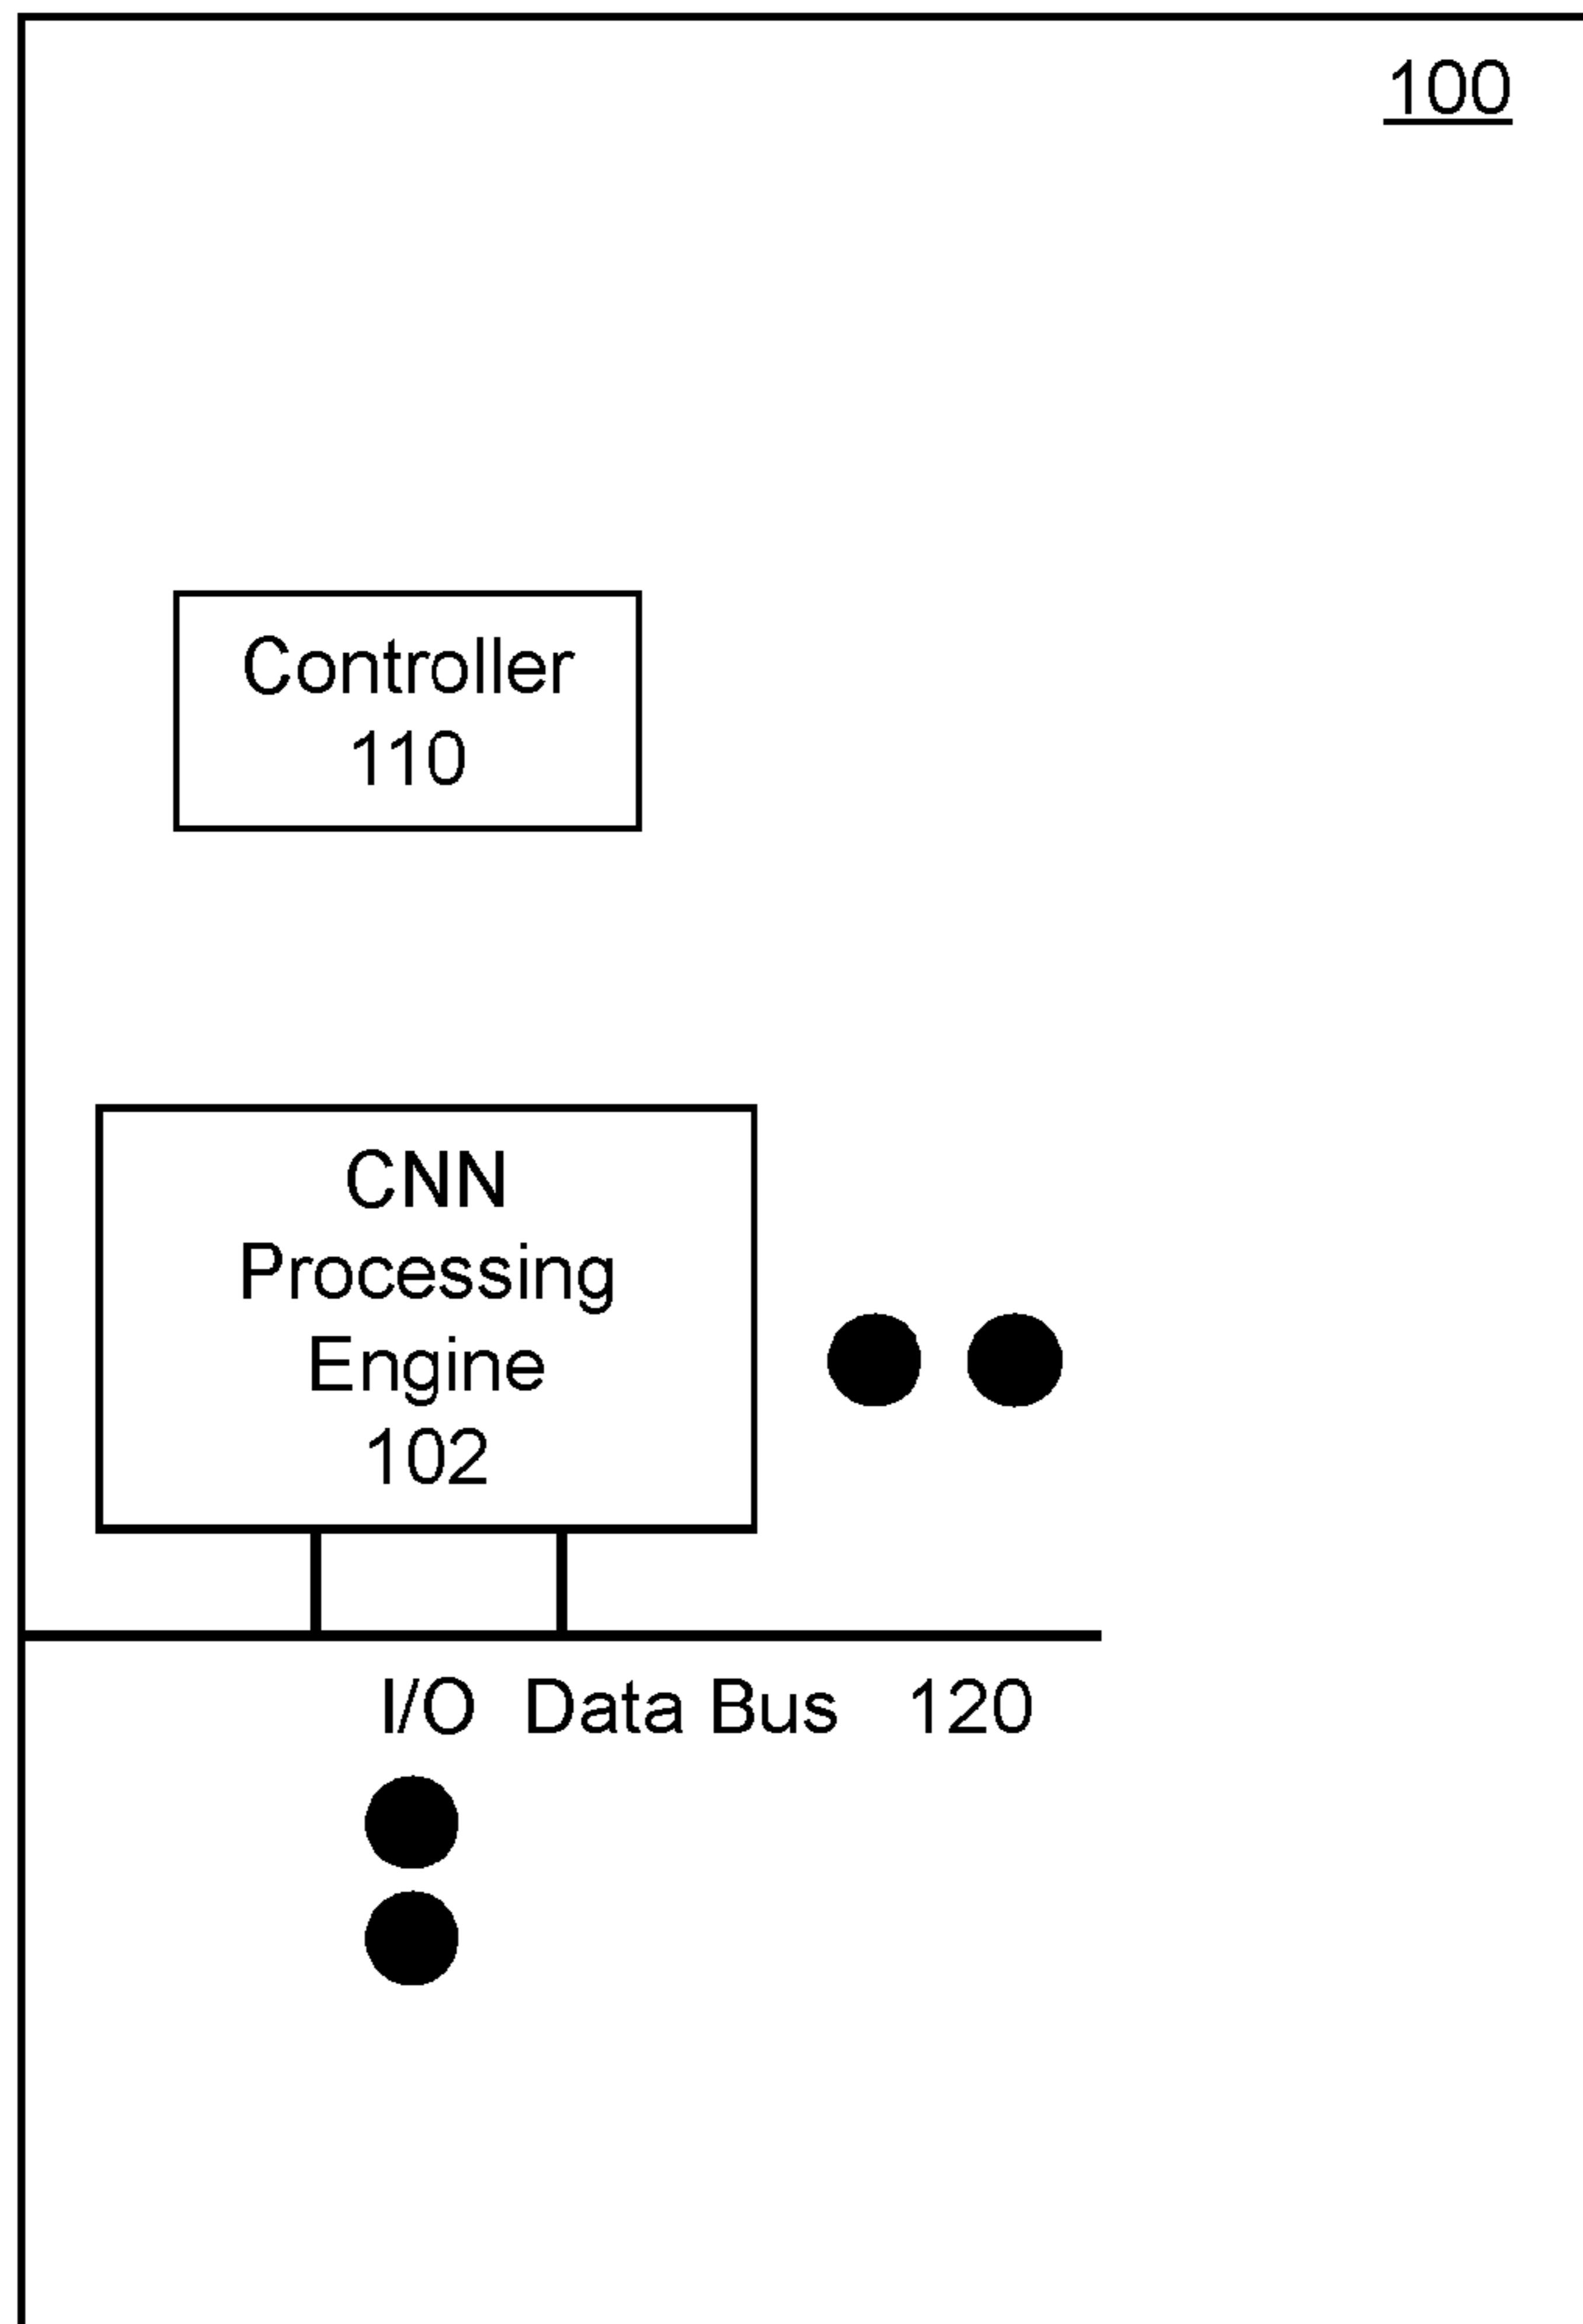 100
Controller
110
CNN
Processing
Engine
102
I/O Data Bus 120